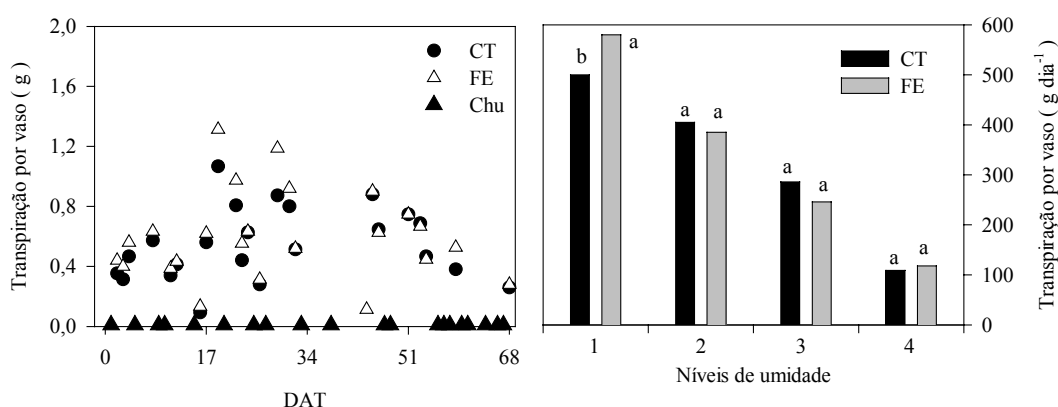 Transpiração por vaso ( g )
2,0
1,6
1,2
0,8
0,4
0,0
CT
FE
Chu
0 17 34 51 68
DAT
b a
a a
a a
a a
CT
FE
1 2 3 4
Níveis de umidade
600
500
400
300
200
100
0
Transpiração por vaso ( g dia⁻¹ )